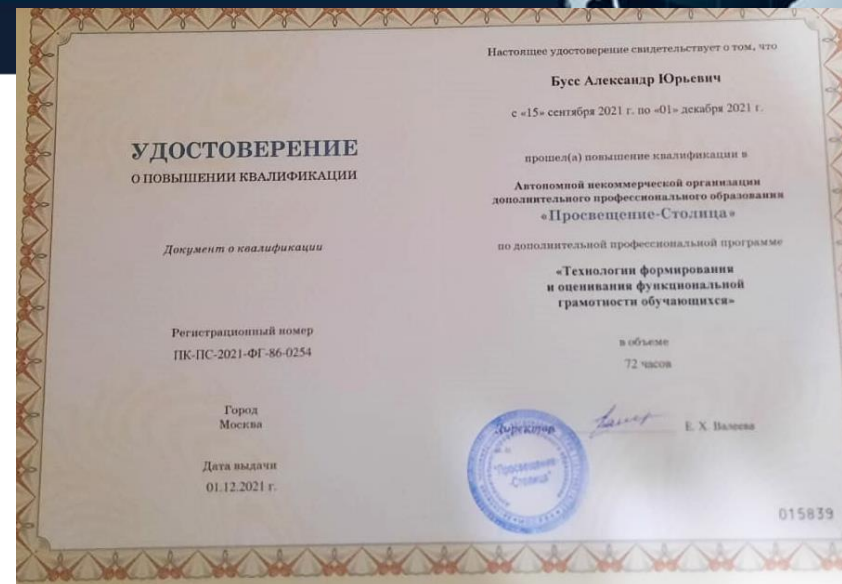 УДОСТОВЕРЕНИЕ
О ПОВЫШЕНИИ КВАЛИФИКАЦИИ
Документ о квалификации
Регистрационный номер
ПК-ПС-2021-ФГ-86-0254
Город
Москва
Дата выдачи
01.12.2021 г.
Настоящее удостоверение свидетельствует о том, что
Бусс Александр Юрьевич
с «15» сентября 2021 г. по «01» декабря 2021 г.
прошел(а) повышение квалификации в
Автономной некоммерческой организации
дополнительного профессионального образования
«Просвещение-Столица»
по дополнительной профессиональной программе
«Технологии формирования
и оценивания функциональной
грамотности обучающихся»
в объеме
72 часов
Директор
Е. Х. Валеева
"Просвещение
-Столица"
015839